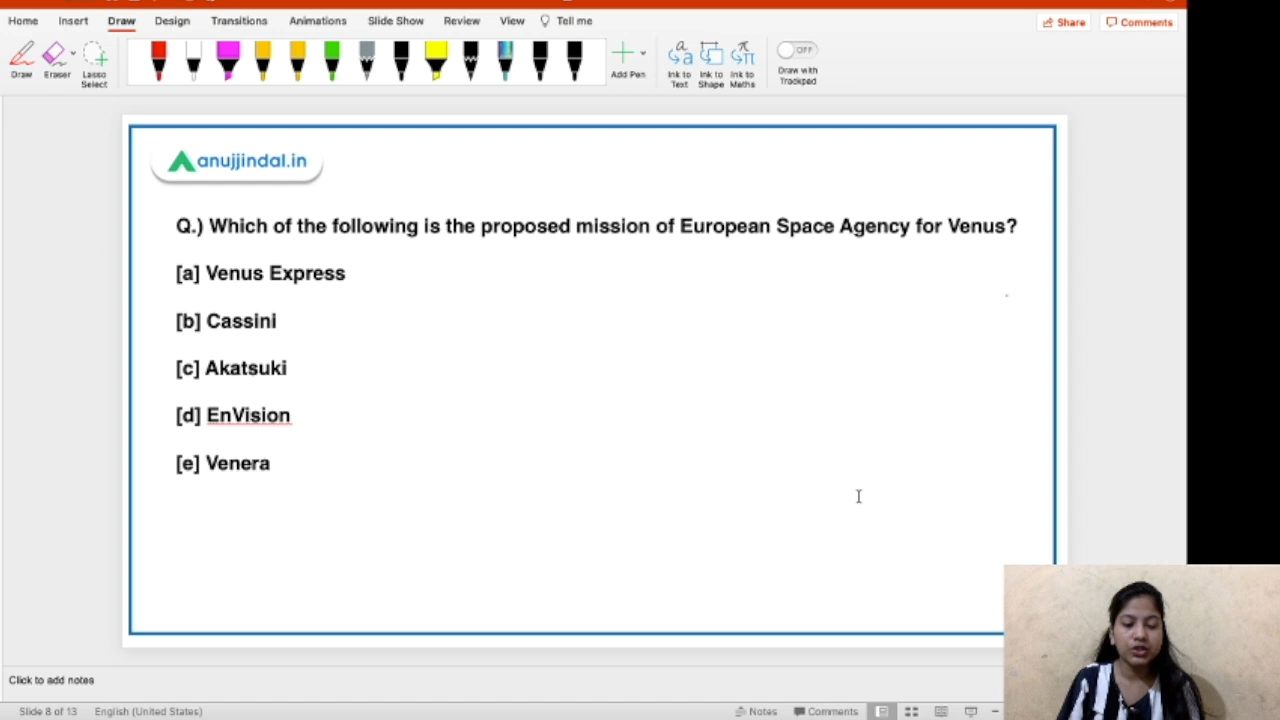 Home Insert Draw Design Transitions Animations Slide Show Review View Tell me Share Comments
Draw Eraser Lasso Select Add Pen Ink to Text Ink to Shape Ink to Maths OFF Draw with Trackpad
anujjindal.in
Q.) Which of the following is the proposed mission of European Space Agency for Venus?
[a] Venus Express
[b] Cassini
[c] Akatsuki
[d] EnVision
[e] Venera
Click to add notes
Slide 8 of 13 English (United States) Notes Comments